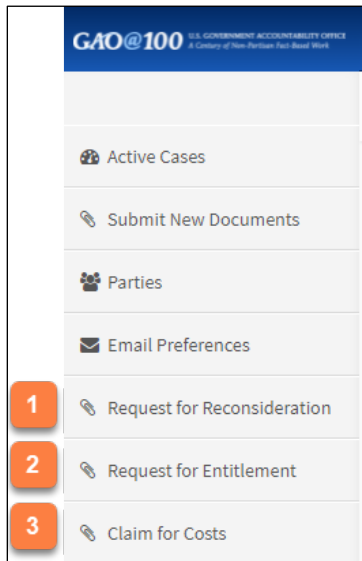 GAO@100 U.S. GOVERNMENT ACCOUNTABILITY OFFICE
A Century of Non-Partisan Fact-Based Work
Active Cases
Submit New Documents
Parties
Email Preferences
1 Request for Reconsideration
2 Request for Entitlement
3 Claim for Costs